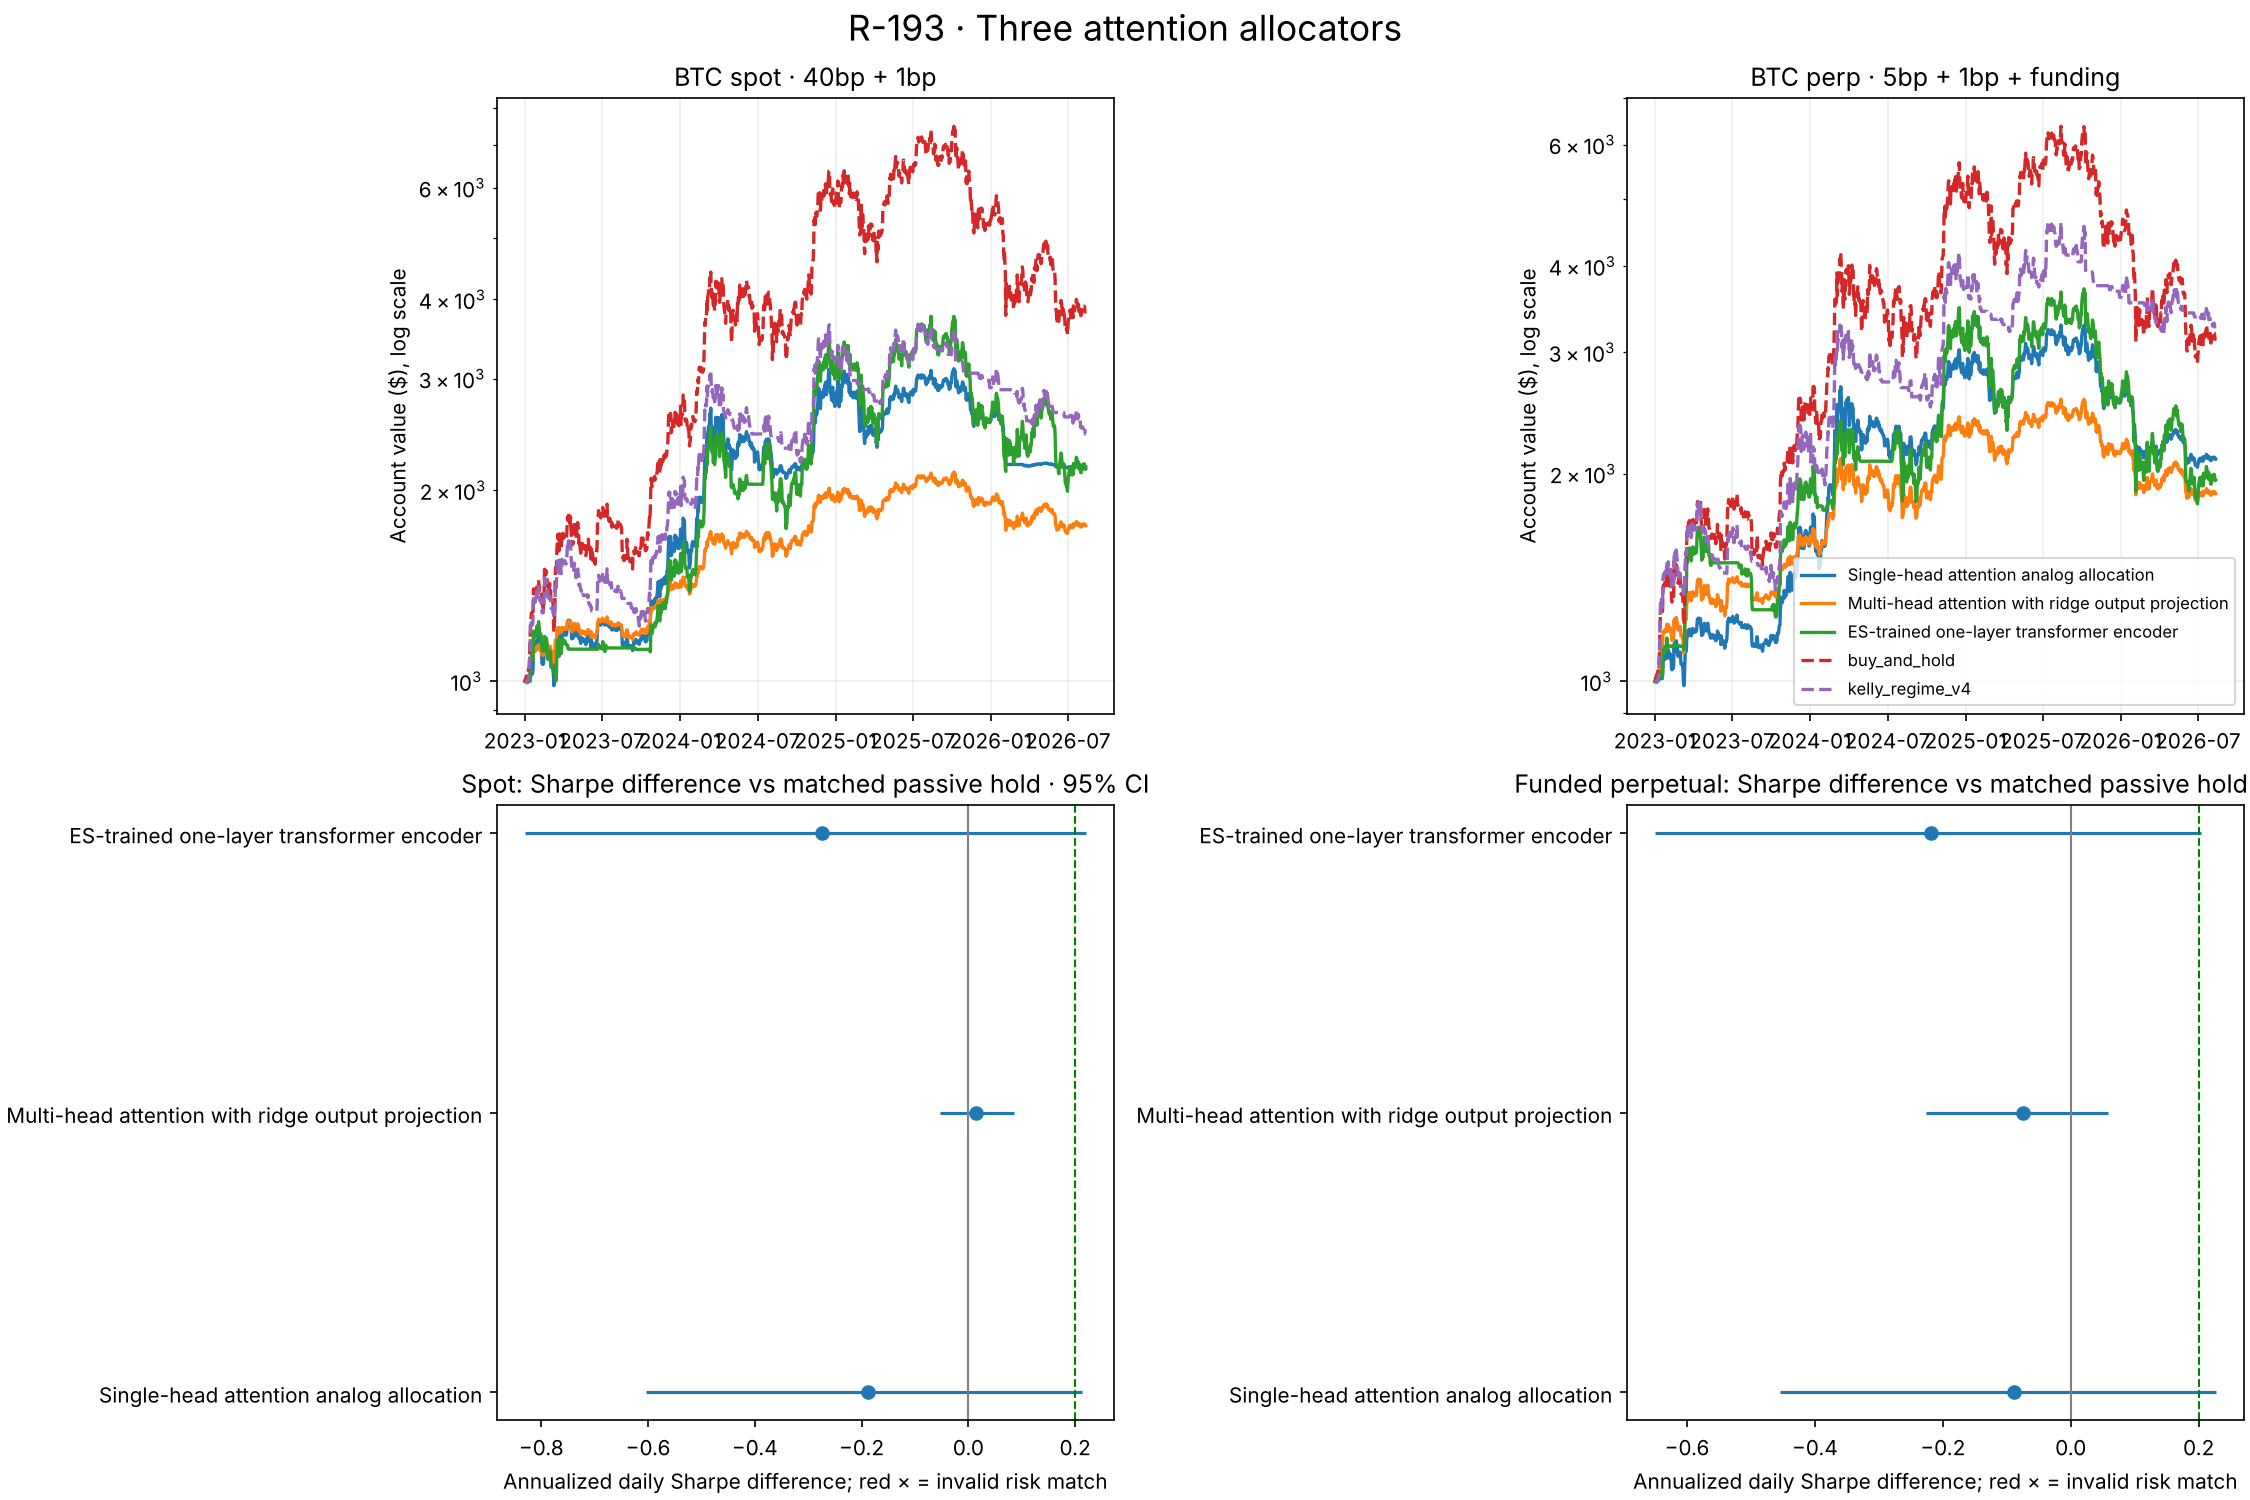 R-193 · Three attention allocators
BTC spot · 40bp + 1bp
Account value ($), log scale
6 × 10³
4 × 10³
3 × 10³
2 × 10³
10³
2023-01
2023-07
2024-01
2024-07
2025-01
2025-07
2026-01
2026-07
BTC perp · 5bp + 1bp + funding
Account value ($), log scale
6 × 10³
4 × 10³
3 × 10³
2 × 10³
10³
Single-head attention analog allocation
Multi-head attention with ridge output projection
ES-trained one-layer transformer encoder
buy_and_hold
kelly_regime_v4
2023-01
2023-07
2024-01
2024-07
2025-01
2025-07
2026-01
2026-07
Spot: Sharpe difference vs matched passive hold · 95% CI
ES-trained one-layer transformer encoder
Multi-head attention with ridge output projection
Single-head attention analog allocation
−0.8
−0.6
−0.4
−0.2
0.0
0.2
Annualized daily Sharpe difference; red × = invalid risk match
Funded perpetual: Sharpe difference vs matched passive hold
ES-trained one-layer transformer encoder
Multi-head attention with ridge output projection
Single-head attention analog allocation
−0.6
−0.4
−0.2
0.0
0.2
Annualized daily Sharpe difference; red × = invalid risk match